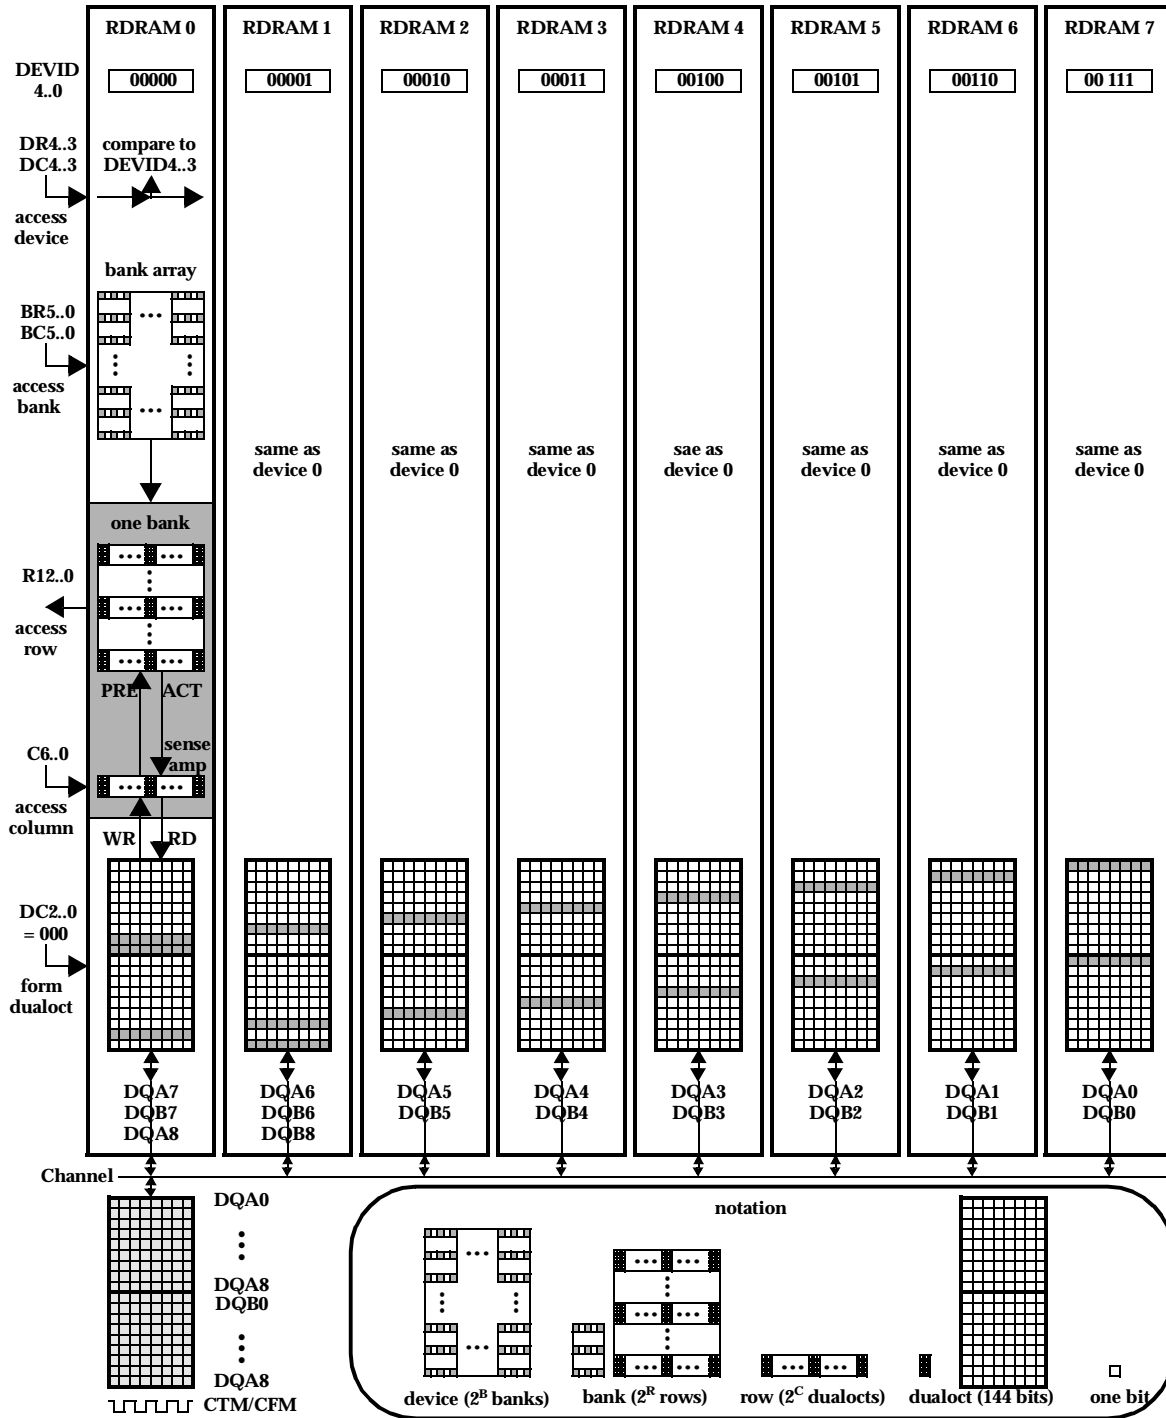 RDRAM 0 RDRAM 1 RDRAM 2 RDRAM 3 RDRAM 4 RDRAM 5 RDRAM 6 RDRAM 7
DEVID
4..0
00000 00001 00010 00011 00100 00101 00110 00 111
DR4..3
DC4..3
compare to
DEVID4..3
access
device
bank array
BR5..0
BC5..0
access
bank
same as
device 0
same as
device 0
same as
device 0
sae as
device 0
same as
device 0
same as
device 0
same as
device 0
one bank
R12..0
access
row
PRE ACT
C6..0
sense
amp
access
column
WR RD
DC2..0
= 000
form
dualoct
DQA7
DQB7
DQA8
DQA6
DQB6
DQB8
DQA5
DQB5
DQA4
DQB4
DQA3
DQB3
DQA2
DQB2
DQA1
DQB1
DQA0
DQB0
Channel
DQA0
DQA8
DQB0
DQA8
CTM/CFM
notation
device (2ᴮ banks) bank (2ᴿ rows) row (2ᶜ dualocts) dualoct (144 bits) one bit